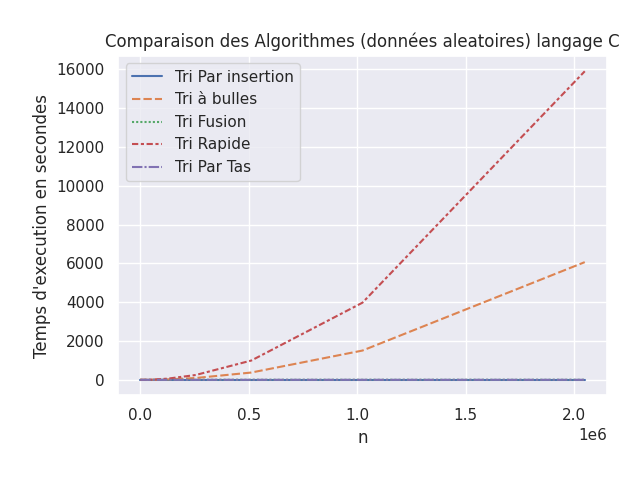 Comparaison des Algorithmes (données aleatoires) langage C
16000
14000
12000
10000
8000
6000
4000
2000
0
Temps d'execution en secondes
Tri Par insertion
Tri à bulles
Tri Fusion
Tri Rapide
Tri Par Tas
0.0
0.5
1.0
1.5
2.0
1e6
n